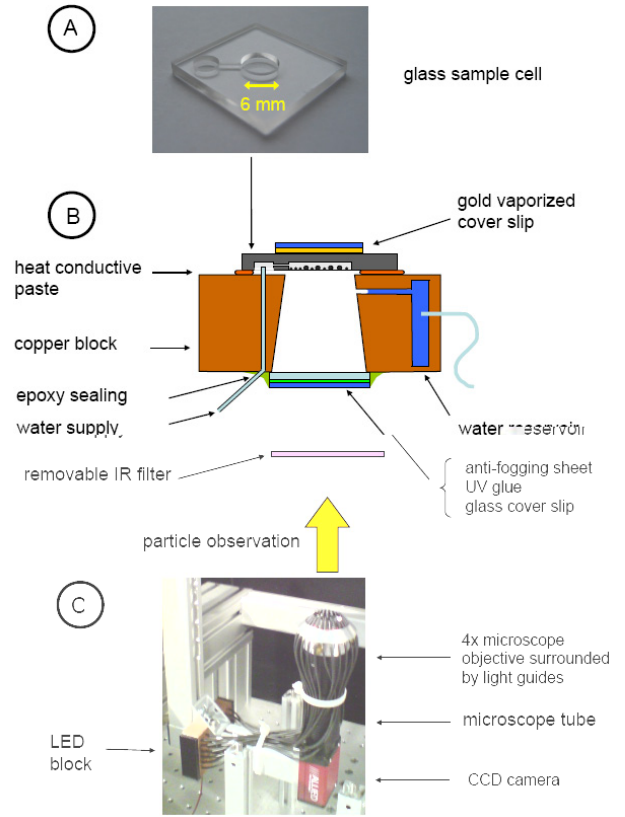 A
6 mm
glass sample cell
B
gold vaporized
cover slip
heat conductive
paste
copper block
epoxy sealing
water supply
water reservoir
removable IR filter
anti-fogging sheet
UV glue
glass cover slip
particle observation
C
4x microscope
objective surrounded
by light guides
microscope tube
LED
block
CCD camera
ALLIED